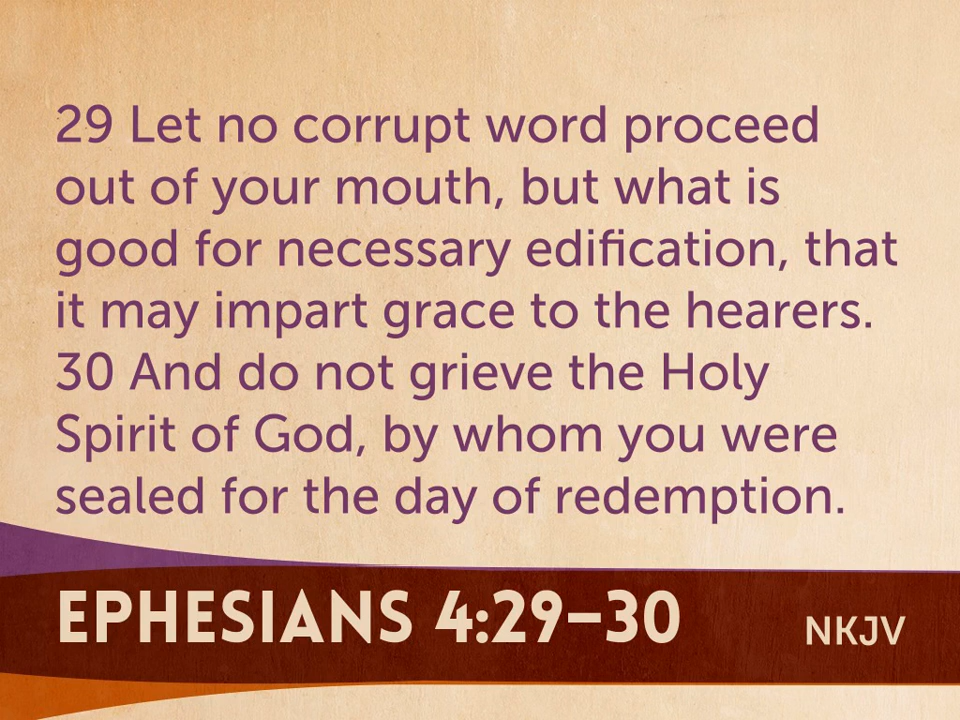 29 Let no corrupt word proceed
out of your mouth, but what is
good for necessary edification, that
it may impart grace to the hearers.
30 And do not grieve the Holy
Spirit of God, by whom you were
sealed for the day of redemption.
EPHESIANS 4:29–30
NKJV